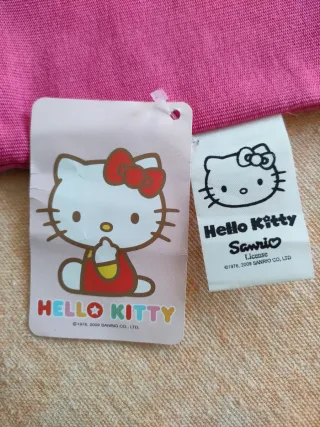 HELLO KITTY
©1976, 2009 SANRIO CO., LTD.
Hello Kitty
Sanrio
License
©1976, 2009 SANRIO CO., LTD.